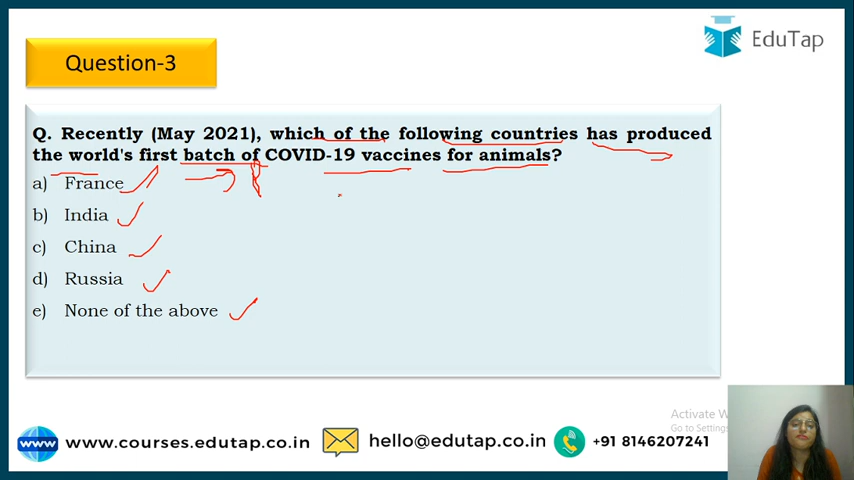 Question-3
EduTap
Q. Recently (May 2021), which of the following countries has produced
the world's first batch of COVID-19 vaccines for animals?
a) France
b) India
c) China
d) Russia
e) None of the above
Activate W
Go to Settings
www
www.courses.edutap.co.in
hello@edutap.co.in
+91 8146207241